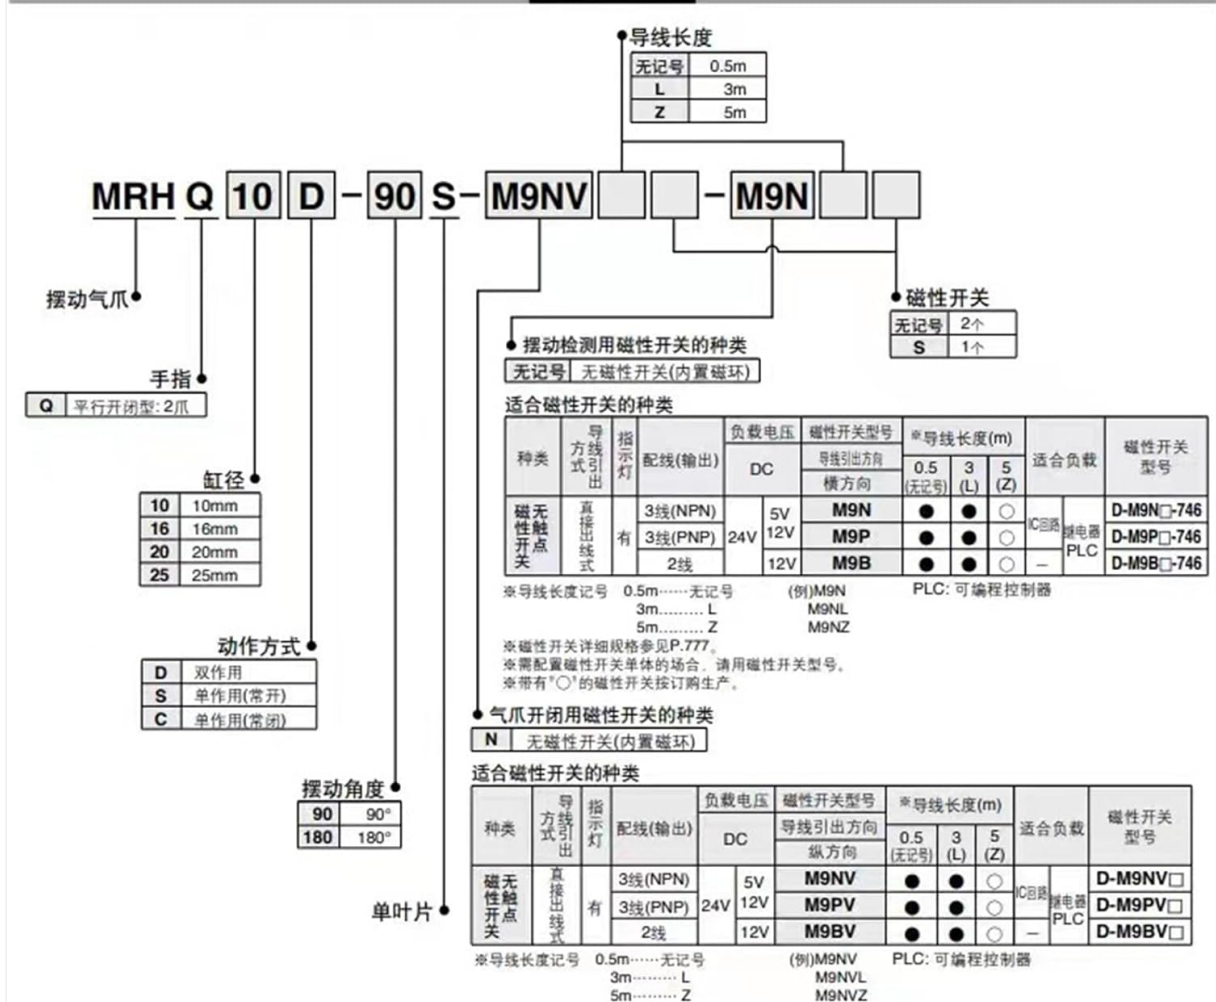 导线长度
无记号 0.5m
L 3m
Z 5m
MRH Q 10 D - 90 S - M9NV □ □ - M9N □ □
摆动气爪
磁性开关
无记号 2个
S 1个
摆动检测用磁性开关的种类
无记号 无磁性开关(内置磁环)
手指
Q 平行开闭型: 2爪
适合磁性开关的种类
种类 导线引出方式 指示灯 配线(输出) 负载电压 DC 磁性开关型号 导线引出方向 横方向 ※导线长度(m) 0.5(无记号) 3(L) 5(Z) 适合负载 磁性开关型号
无触点磁性开关 直接出线式 有 3线(NPN) 24V 5V 12V M9N ● ● ○ IC回路 继电器 PLC D-M9N□-746
3线(PNP) M9P ● ● ○ D-M9P□-746
2线 12V M9B ● ● ○ – D-M9B□-746
缸径
10 10mm
16 16mm
20 20mm
25 25mm
※导线长度记号 0.5m······无记号 (例)M9N PLC: 可编程控制器
3m......... L M9NL
5m......... Z M9NZ
※磁性开关详细规格参见P.777。
※需配置磁性开关单体的场合，请用磁性开关型号。
※带有"○"的磁性开关按订购生产。
动作方式
D 双作用
S 单作用(常开)
C 单作用(常闭)
气爪开闭用磁性开关的种类
N 无磁性开关(内置磁环)
适合磁性开关的种类
摆动角度
90 90°
180 180°
种类 导线引出方式 指示灯 配线(输出) 负载电压 DC 磁性开关型号 导线引出方向 纵方向 ※导线长度(m) 0.5(无记号) 3(L) 5(Z) 适合负载 磁性开关型号
无触点磁性开关 直接出线式 有 3线(NPN) 24V 5V 12V M9NV ● ● ○ IC回路 继电器 PLC D-M9NV□
3线(PNP) M9PV ● ● ○ D-M9PV□
2线 12V M9BV ● ● ○ – D-M9BV□
单叶片
※导线长度记号 0.5m······无记号 (例)M9NV PLC: 可编程控制器
3m········· L M9NVL
5m········· Z M9NVZ